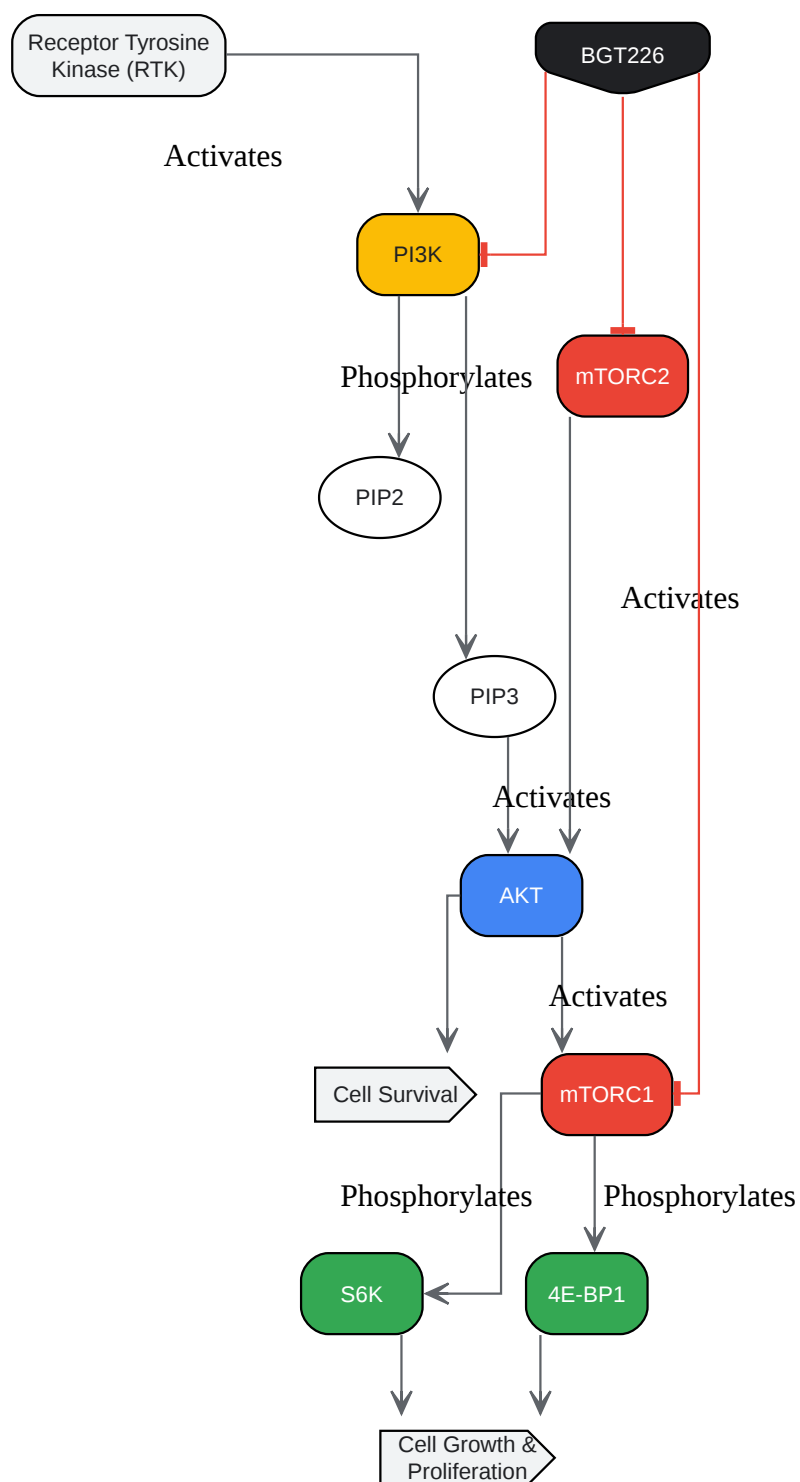 Receptor Tyrosine
Kinase (RTK)
BGT226
Activates
PI3K
Phosphorylates
mTORC2
PIP2
Activates
PIP3
Activates
AKT
Activates
Cell Survival
mTORC1
Phosphorylates
Phosphorylates
S6K
4E-BP1
Cell Growth &
Proliferation